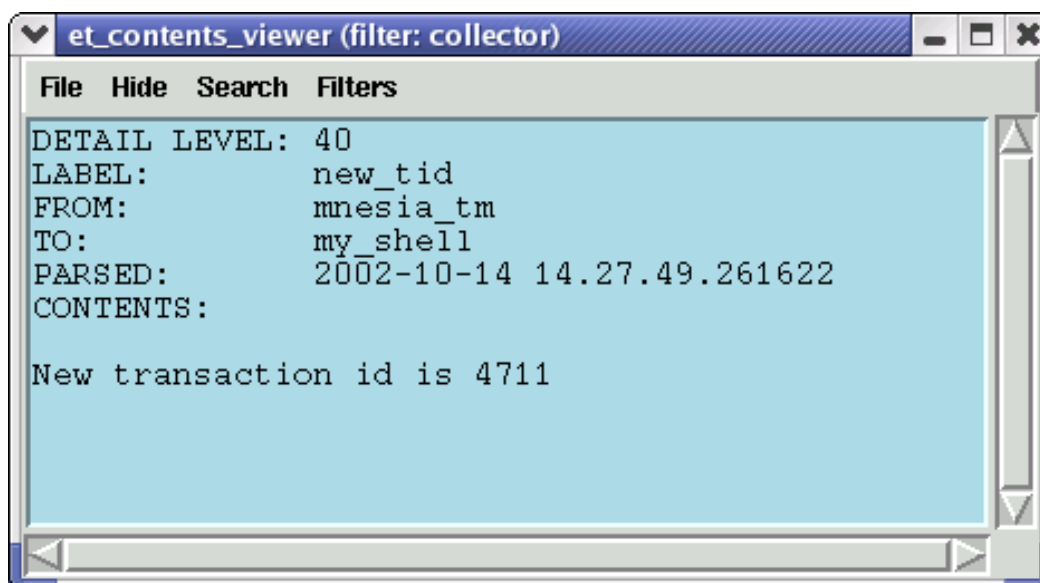 et_contents_viewer (filter: collector)
File Hide Search Filters
DETAIL LEVEL: 40
LABEL: new_tid
FROM: mnesia_tm
TO: my_shell
PARSED: 2002-10-14 14.27.49.261622
CONTENTS:
New transaction id is 4711